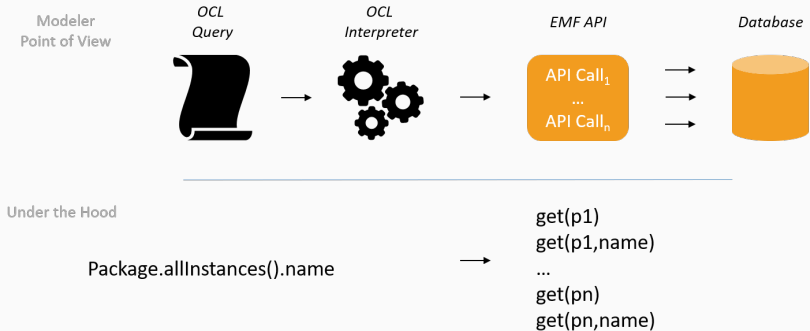 Modeler
Point of View
OCL
Query
OCL
Interpreter
EMF API
Database
API Call1
...
API Calln
Under the Hood
Package.allInstances().name
get(p1)
get(p1,name)
...
get(pn)
get(pn,name)